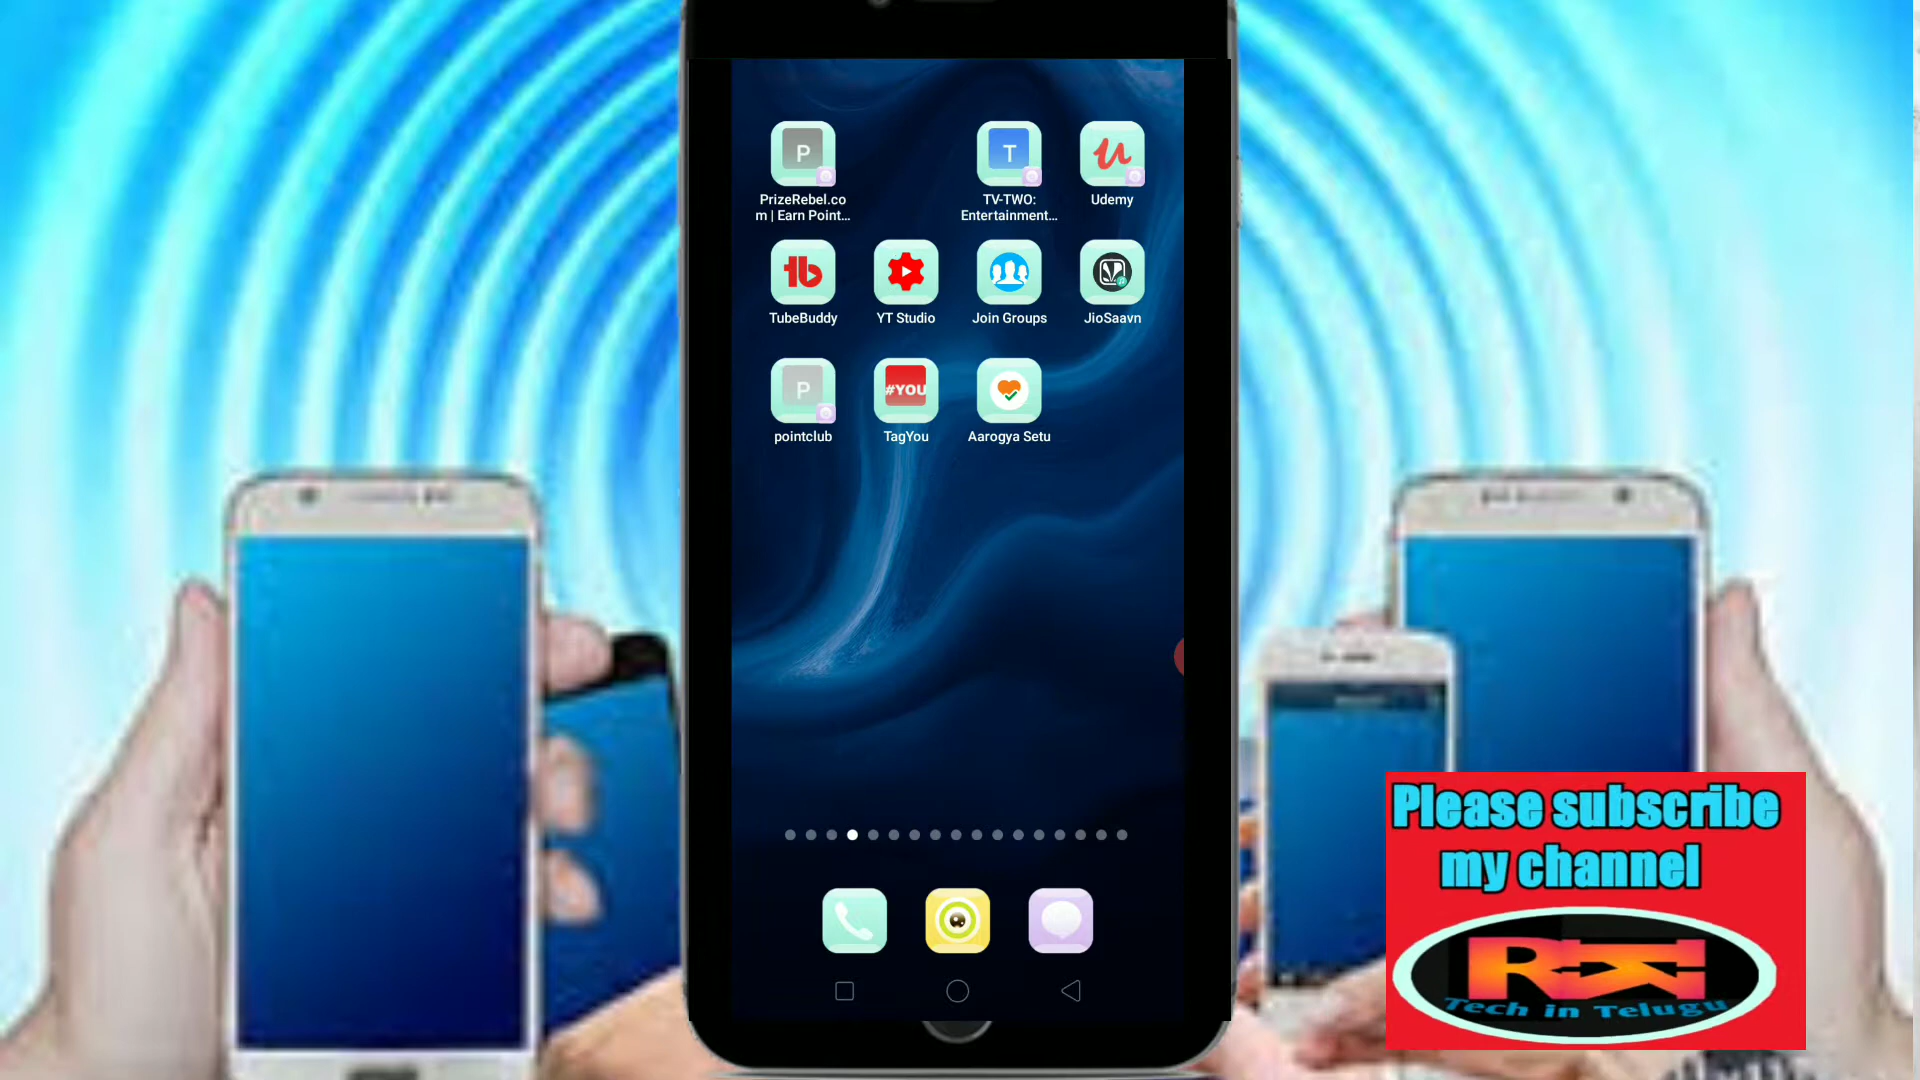 P
T
PrizeRebel.co
m | Earn Point...
TV-TWO:
Entertainment...
Udemy
TubeBuddy
YT Studio
Join Groups
JioSaavn
P
#YOU
pointclub
TagYou
Aarogya Setu
Please subscribe
my channel
Tech in Telugu